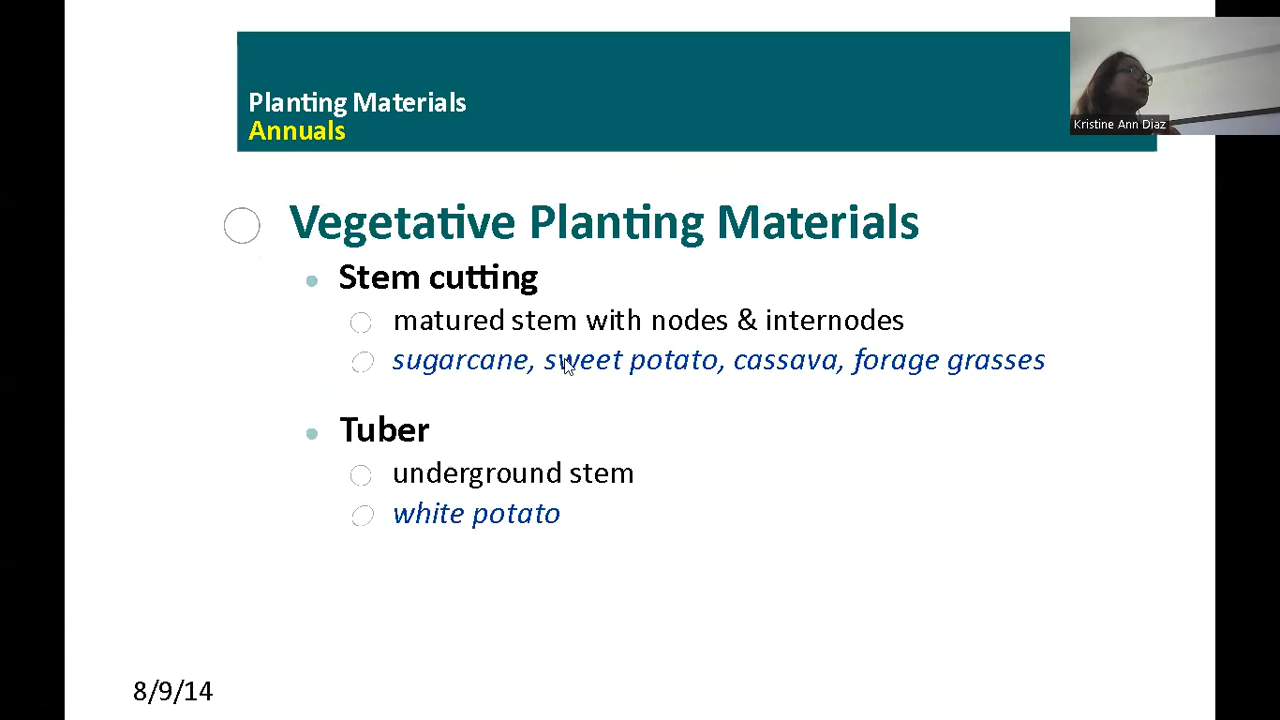 Planting Materials
Annuals
Kristine Ann Diaz
Vegetative Planting Materials
Stem cutting
matured stem with nodes & internodes
sugarcane, sweet potato, cassava, forage grasses
Tuber
underground stem
white potato
8/9/14